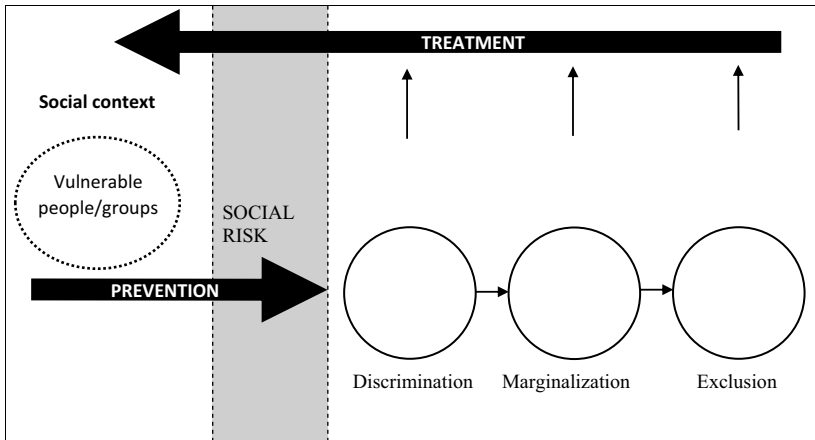 TREATMENT
Social context
Vulnerable
people/groups
SOCIAL
RISK
PREVENTION
Discrimination
Marginalization
Exclusion